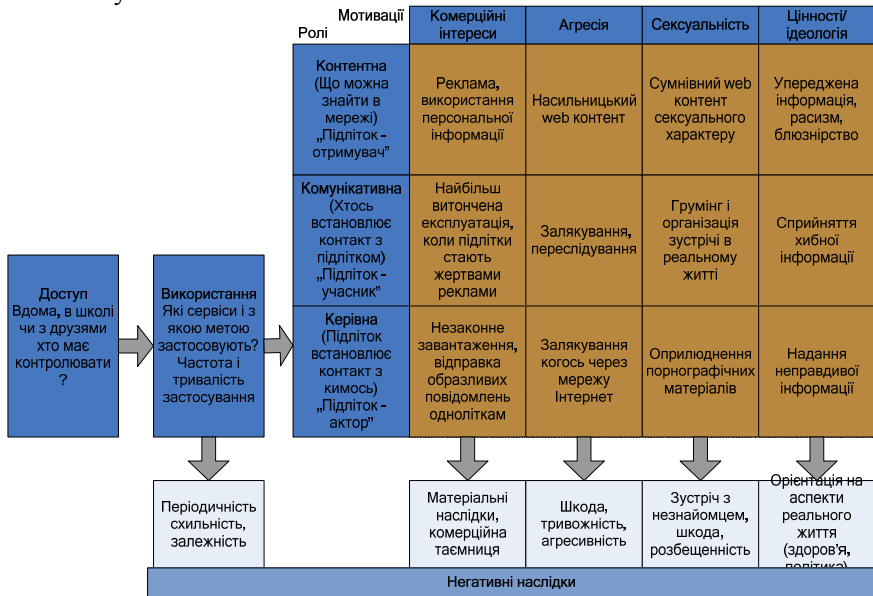 Мотивації
Ролі
Комерційні
інтереси
Агресія
Сексуальність
Цінності/
ідеологія
Контентна
(Що можна
знайти в
мережі)
„Підліток -
отримувач”
Реклама,
використання
персональної
інформації
Насильницький
web контент
Сумнівний web
контент
сексуального
характеру
Упереджена
інформація,
расизм,
блюзнірство
Комунікативна
(Хтось
встановлює
контакт з
підлітком)
„Підліток -
учасник”
Найбільш
витончена
експлуатація,
коли підлітки
стають
жертвами
реклами
Залякування,
переслідування
Грумінг і
організація
зустрічі в
реальному
житті
Сприйняття
хибної
інформації
Доступ
Вдома, в школі
чи з друзями
хто має
контролювати
?
Використання
Які сервіси і з
якою метою
застосовують?
Частота і
тривалість
застосування
Керівна
(Підліток
встановлює
контакт з
кимось)
„Підліток -
актор”
Незаконне
завантаження,
відправка
образливих
повідомлень
одноліткам
Залякування
когось через
мережу
Інтернет
Оприлюднення
порнографічних
матеріалів
Надання
неправдивої
інформації
Періодичність
схильність,
залежність
Матеріальні
наслідки,
комерційна
таємниця
Шкода,
тривожність,
агресивність
Зустріч з
незнайомцем,
шкода,
розбещенність
Орієнтація на
аспекти
реального
життя
(здоров’я,
політика)
Негативні наслідки